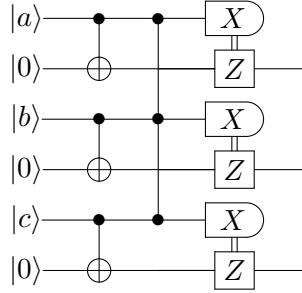 |a⟩ X
|0⟩ Z
|b⟩ X
|0⟩ Z
|c⟩ X
|0⟩ Z